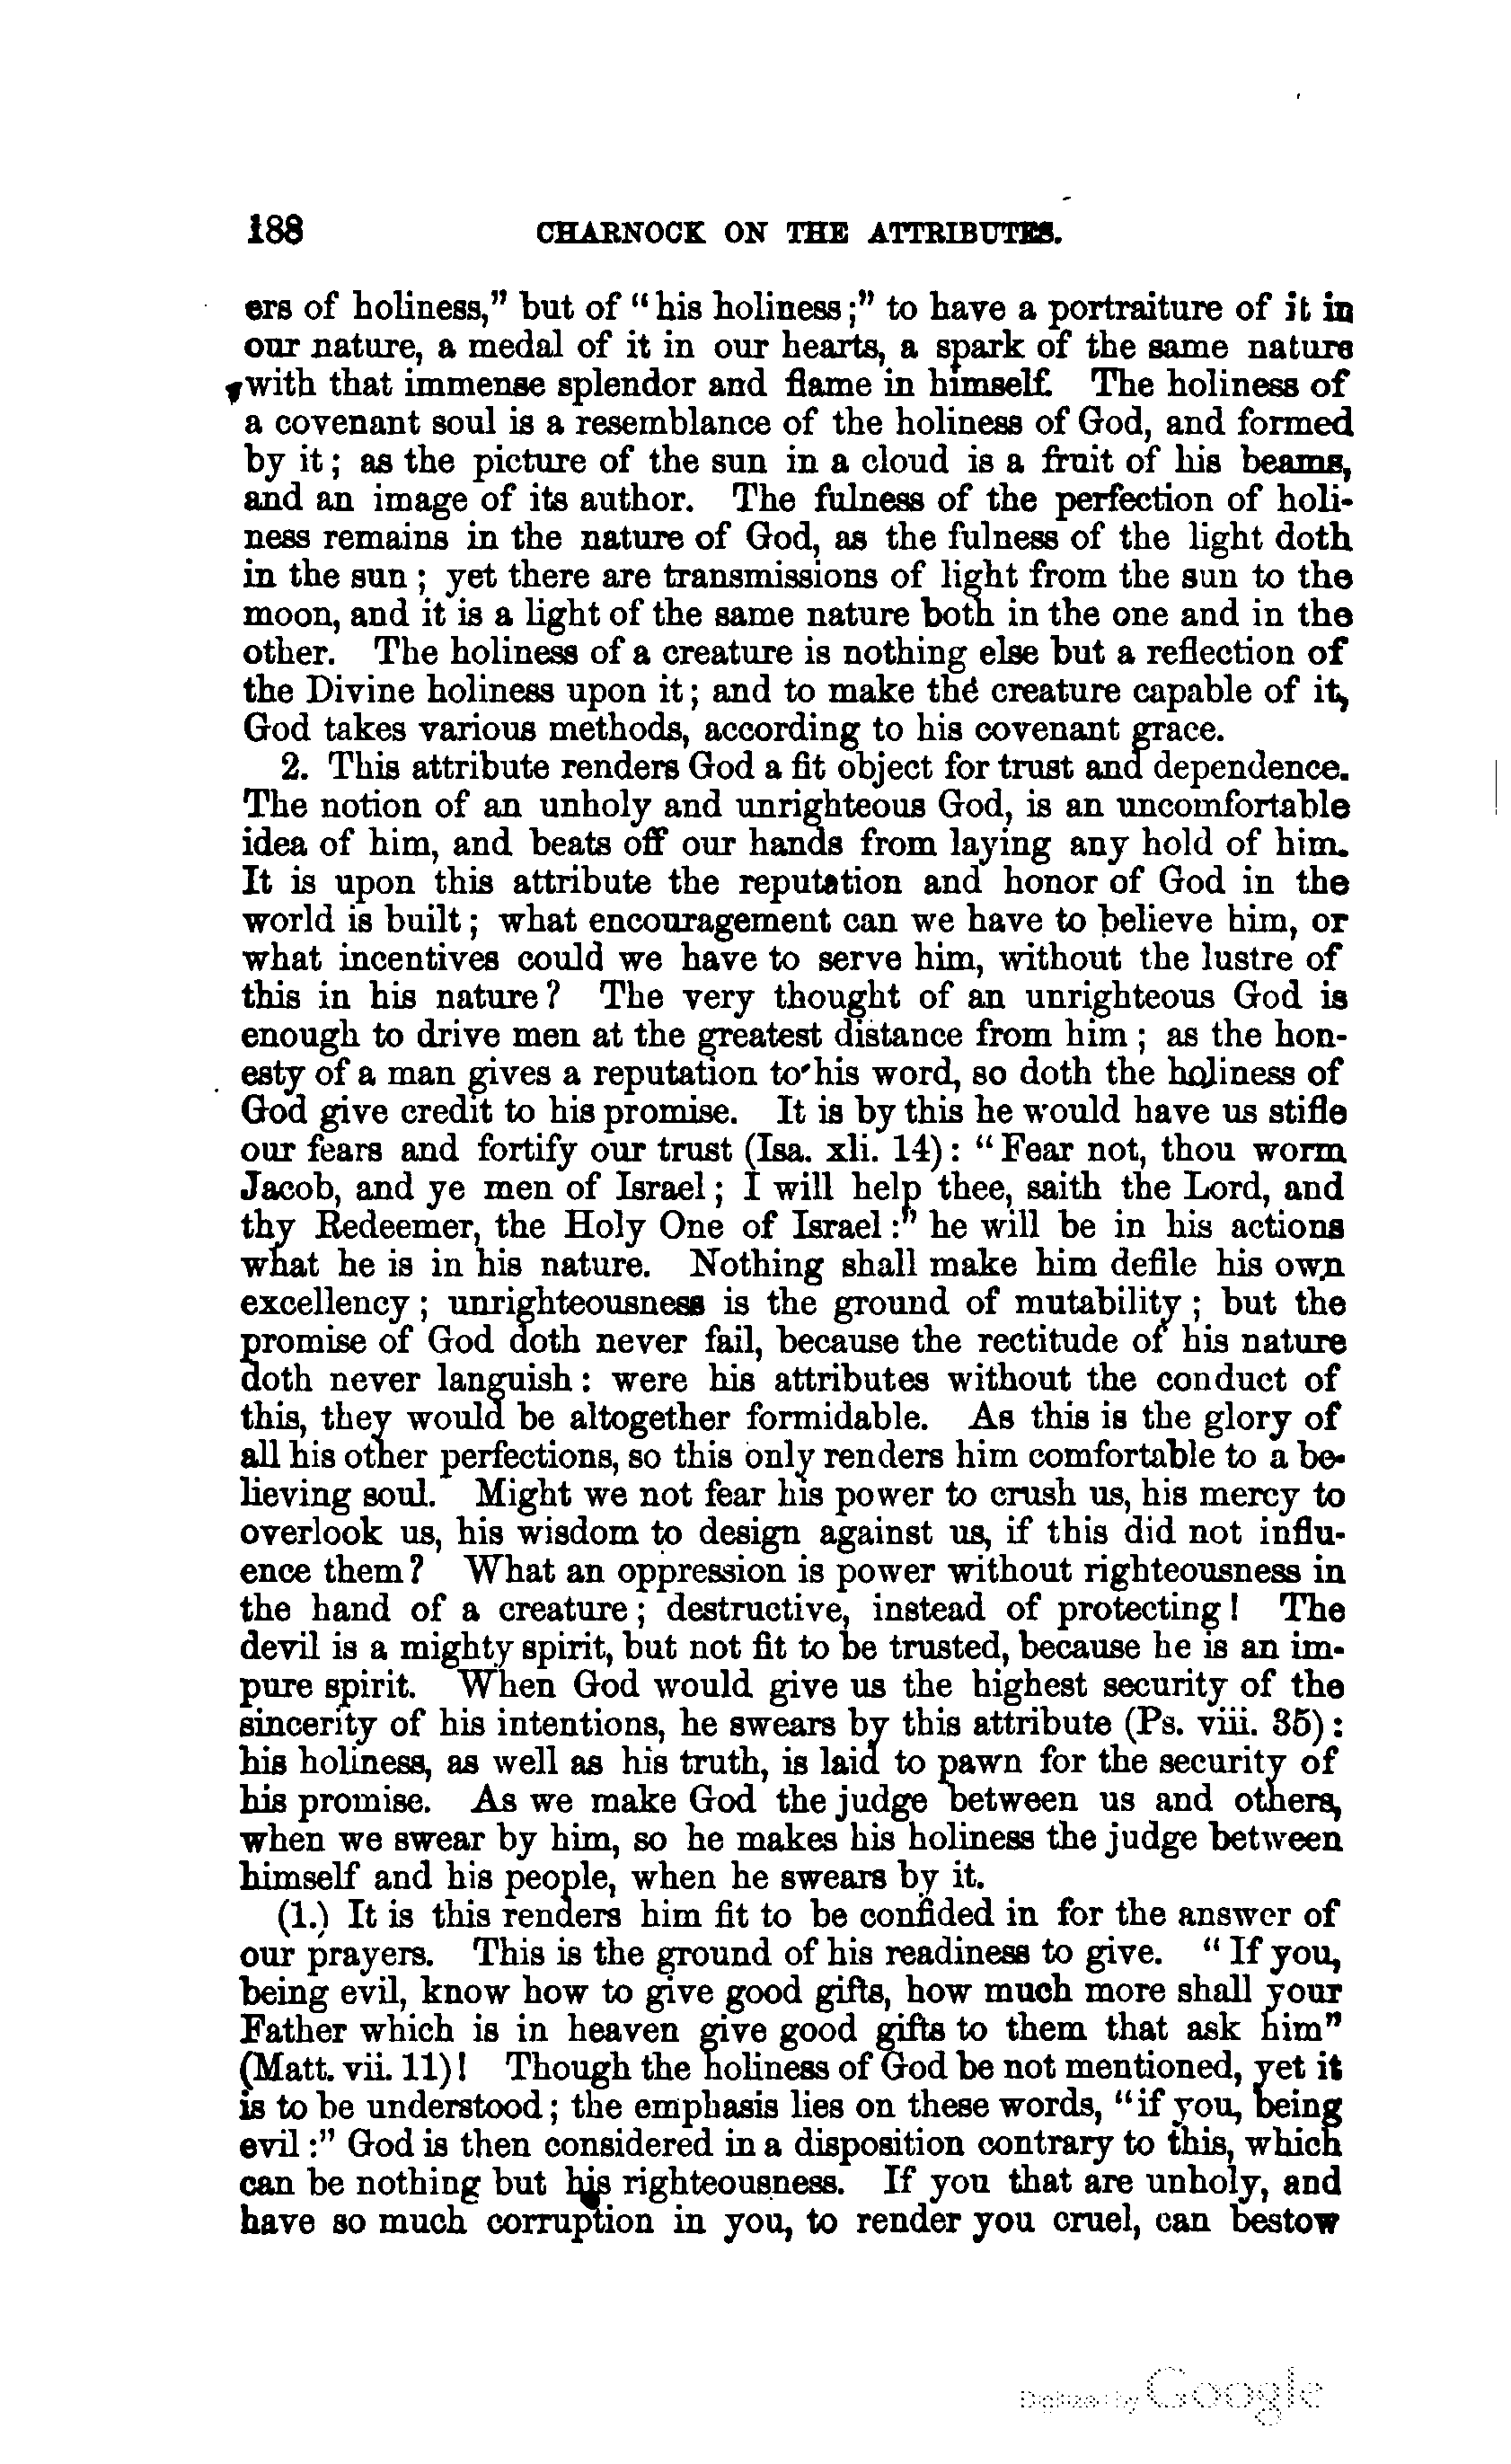 188 CHARNOCK ON THE ATTRIBUTES.
ers of holiness,” but of “his holiness;” to have a portraiture of it in
our nature, a medal of it in our hearts, a spark of the same nature
with that immense splendor and flame in himself. The holiness of
a covenant soul is a resemblance of the holiness of God, and formed
by it; as the picture of the sun in a cloud is a fruit of his beams,
and an image of its author. The fulness of the perfection of holi-
ness remains in the nature of God, as the fulness of the light doth
in the sun; yet there are transmissions of light from the sun to the
moon, and it is a light of the same nature both in the one and in the
other. The holiness of a creature is nothing else but a reflection of
the Divine holiness upon it; and to make the creature capable of it,
God takes various methods, according to his covenant grace.
2. This attribute renders God a fit object for trust and dependence.
The notion of an unholy and unrighteous God, is an uncomfortable
idea of him, and beats off our hands from laying any hold of him.
It is upon this attribute the reputation and honor of God in the
world is built; what encouragement can we have to believe him, or
what incentives could we have to serve him, without the lustre of
this in his nature? The very thought of an unrighteous God is
enough to drive men at the greatest distance from him; as the hon-
esty of a man gives a reputation to his word, so doth the holiness of
God give credit to his promise. It is by this he would have us stifle
our fears and fortify our trust (Isa. xli. 14): “Fear not, thou worm
Jacob, and ye men of Israel; I will help thee, saith the Lord, and
thy Redeemer, the Holy One of Israel:” he will be in his actions
what he is in his nature. Nothing shall make him defile his own
excellency; unrighteousness is the ground of mutability; but the
promise of God doth never fail, because the rectitude of his nature
doth never languish: were his attributes without the conduct of
this, they would be altogether formidable. As this is the glory of
all his other perfections, so this only renders him comfortable to a be-
lieving soul. Might we not fear his power to crush us, his mercy to
overlook us, his wisdom to design against us, if this did not influ-
ence them? What an oppression is power without righteousness in
the hand of a creature; destructive, instead of protecting! The
devil is a mighty spirit, but not fit to be trusted, because he is an im-
pure spirit. When God would give us the highest security of the
sincerity of his intentions, he swears by this attribute (Ps. viii. 35):
his holiness, as well as his truth, is laid to pawn for the security of
his promise. As we make God the judge between us and others,
when we swear by him, so he makes his holiness the judge between
himself and his people, when he swears by it.
(1.) It is this renders him fit to be confided in for the answer of
our prayers. This is the ground of his readiness to give. “If you,
being evil, know how to give good gifts, how much more shall your
Father which is in heaven give good gifts to them that ask him”
(Matt. vii. 11)! Though the holiness of God be not mentioned, yet it
is to be understood; the emphasis lies on these words, “if you, being
evil:” God is then considered in a disposition contrary to this, which
can be nothing but his righteousness. If you that are unholy, and
have so much corruption in you, to render you cruel, can bestow
Digitized by Google